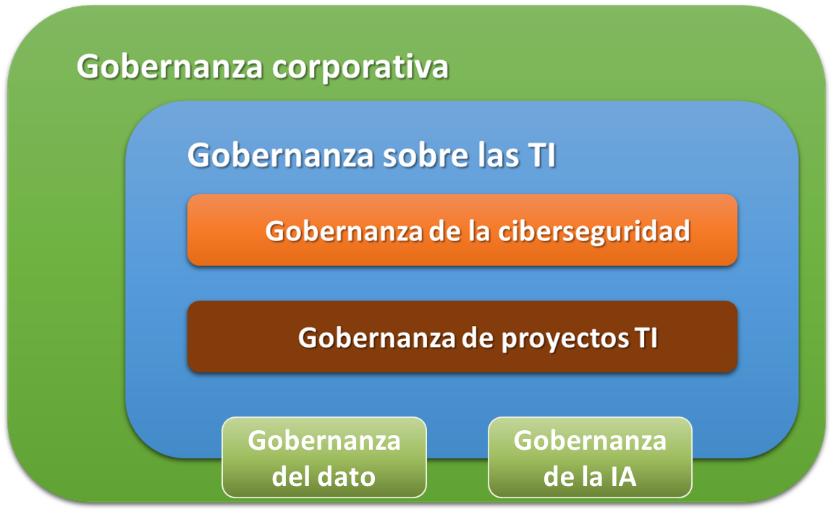 Gobernanza corporativa
Gobernanza sobre las TI
Gobernanza de la ciberseguridad
Gobernanza de proyectos TI
Gobernanza
del dato
Gobernanza
de la IA